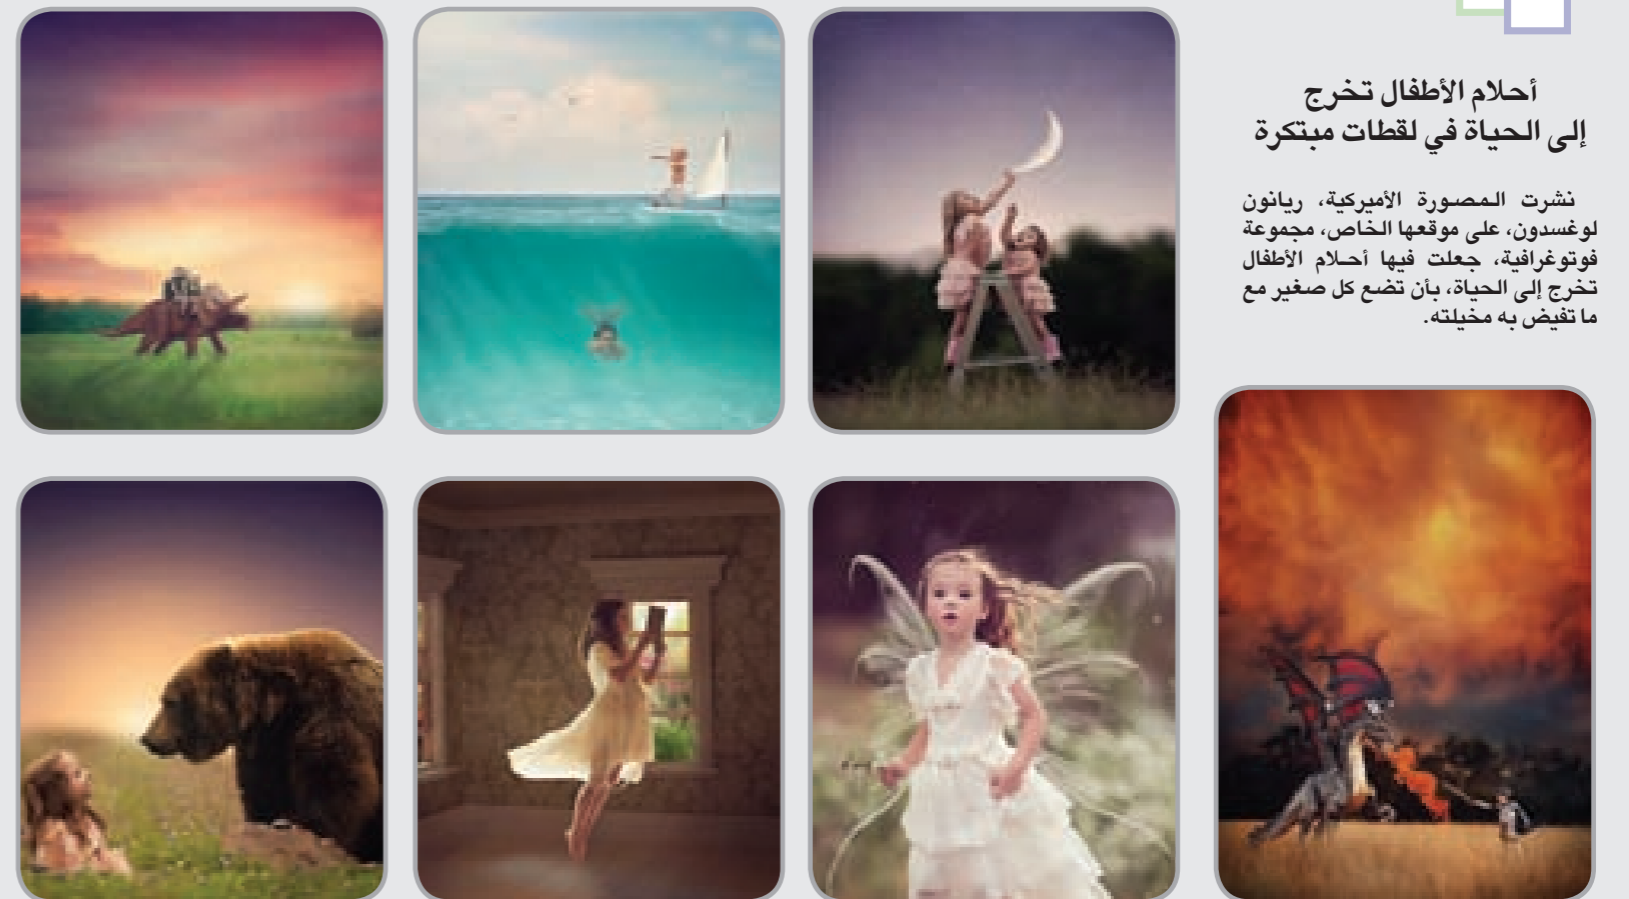 أحلام الأطفال تخرج
إلى الحياة في لقطات مبتكرة
نشرت المصورة الأميركية، ريانون
لوغسدون، على موقعها الخاص، مجموعة
فوتوغرافية، جعلت فيها أحلام الأطفال
تخرج إلى الحياة، بأن تضع كل صغير مع
ما تفيض به مخيلته.